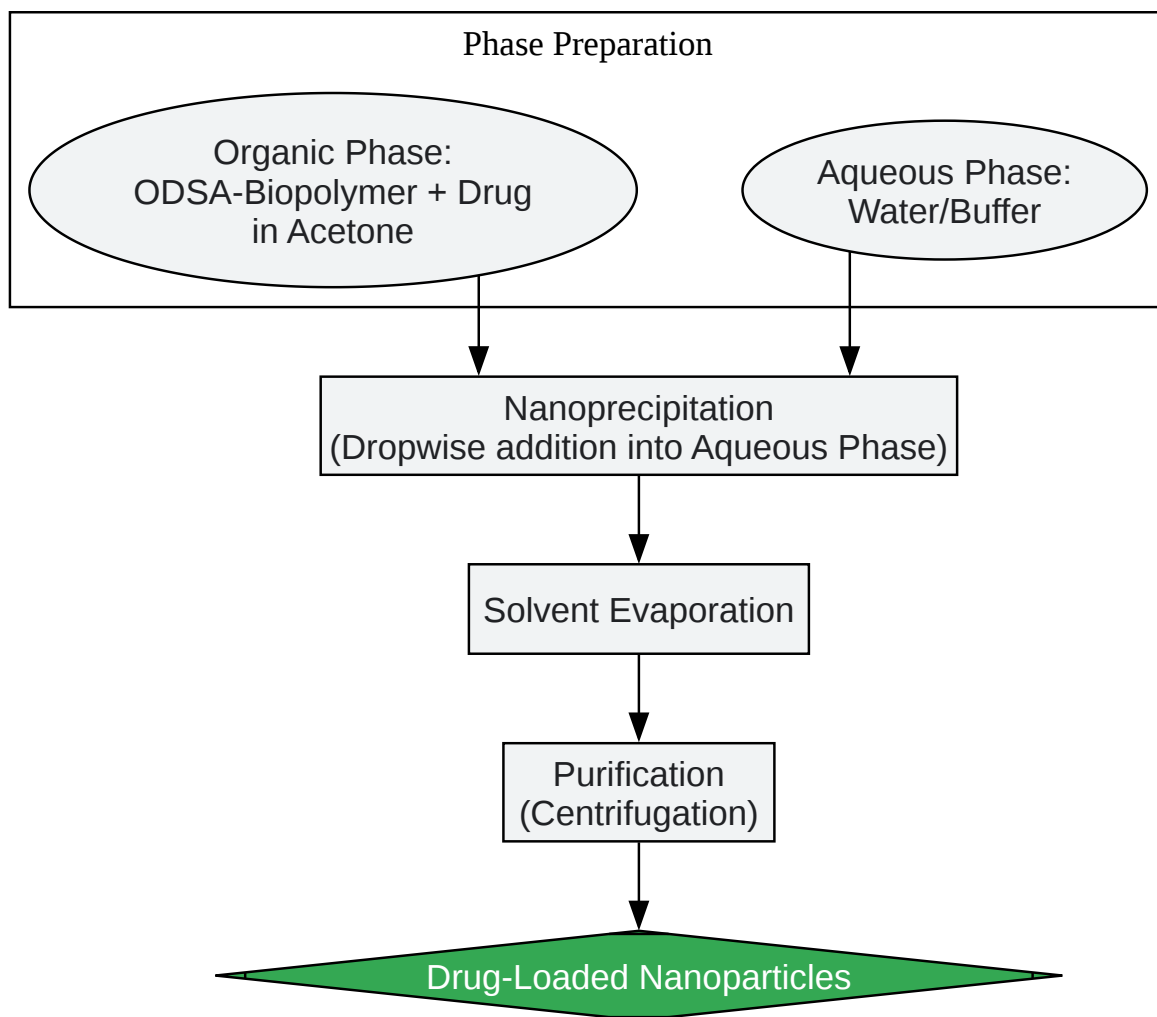 Phase Preparation
Organic Phase:
ODSA-Biopolymer + Drug
in Acetone
Aqueous Phase:
Water/Buffer
Nanoprecipitation
(Dropwise addition into Aqueous Phase)
Solvent Evaporation
Purification
(Centrifugation)
Drug-Loaded Nanoparticles